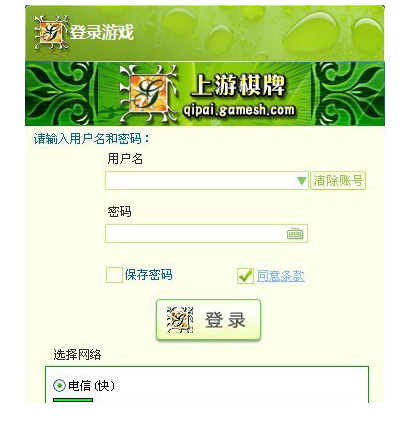 登录游戏
上游棋牌
qipai.gamesh.com
请输入用户名和密码：
用户名
清除账号
密码
保存密码 同意条款
登录
选择网络
电信(快)